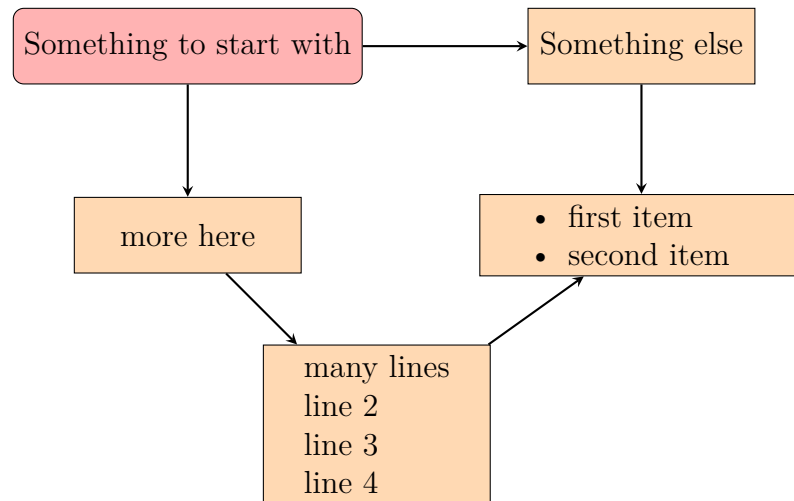 Something to start with
Something else
more here
• first item
• second item
many lines
line 2
line 3
line 4